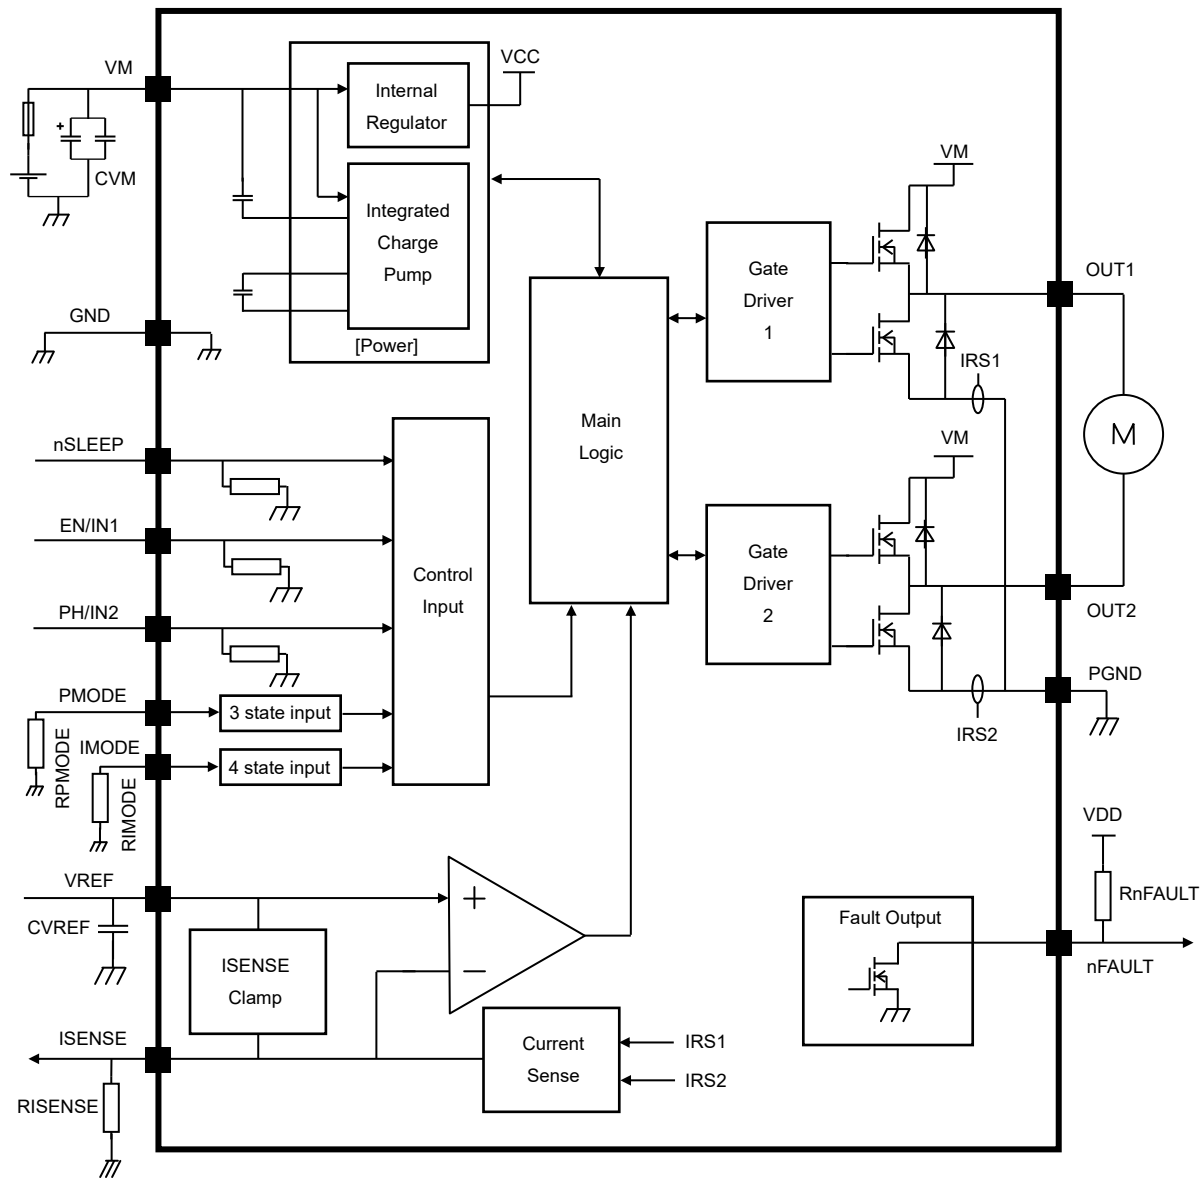 VM
VCC
Internal
Regulator
+
CVM
Integrated
Charge
Pump
[Power]
GND
VM
Gate
Driver
1
OUT1
IRS1
Main
Logic
M
nSLEEP
VM
EN/IN1
Control
Input
Gate
Driver
2
PH/IN2
OUT2
PMODE
3 state input
PGND
IRS2
IMODE
4 state input
RPMODE
RIMODE
VDD
VREF
+
−
CVREF
ISENSE
Clamp
Fault Output
RnFAULT
nFAULT
ISENSE
Current
Sense
IRS1
IRS2
RISENSE